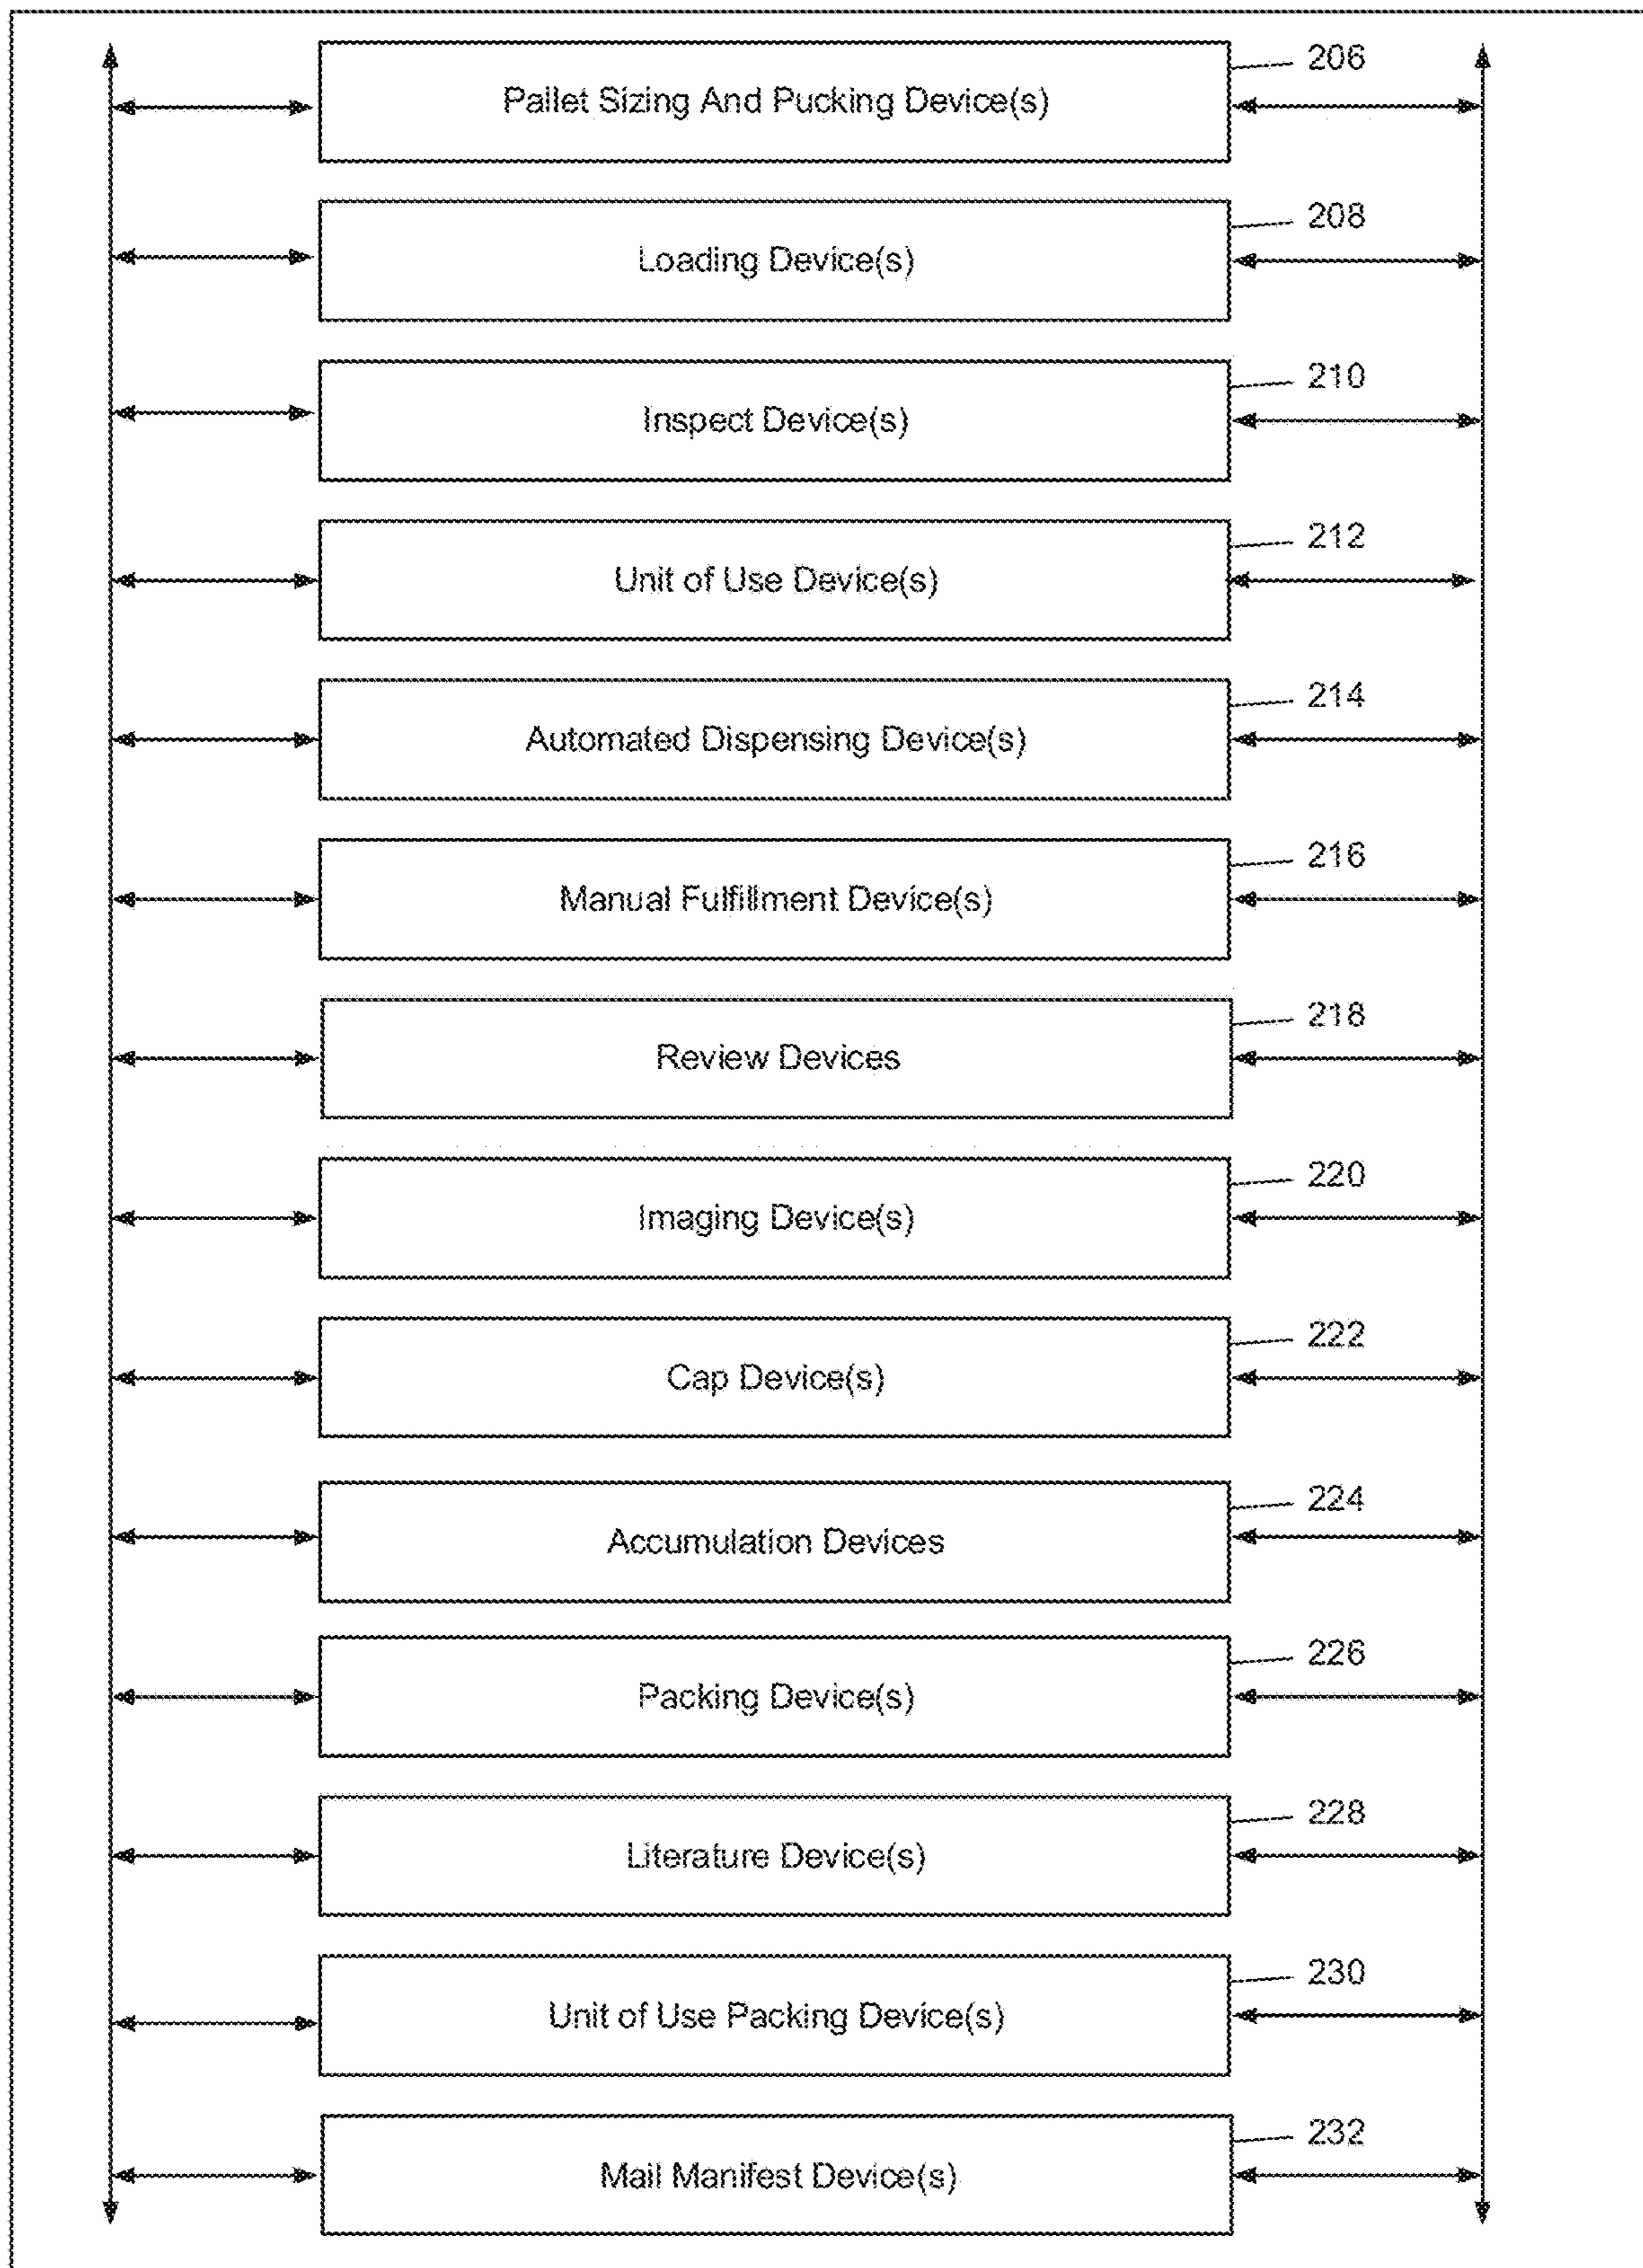 206
Pallet Sizing And Pucking Device(s)
208
Loading Device(s)
210
Inspect Device(s)
212
Unit of Use Device(s)
214
Automated Dispensing Device(s)
216
Manual Fulfillment Device(s)
218
Review Devices
220
Imaging Device(s)
222
Cap Device(s)
224
Accumulation Devices
226
Packing Device(s)
228
Literature Device(s)
230
Unit of Use Packing Device(s)
232
Mail Manifest Device(s)